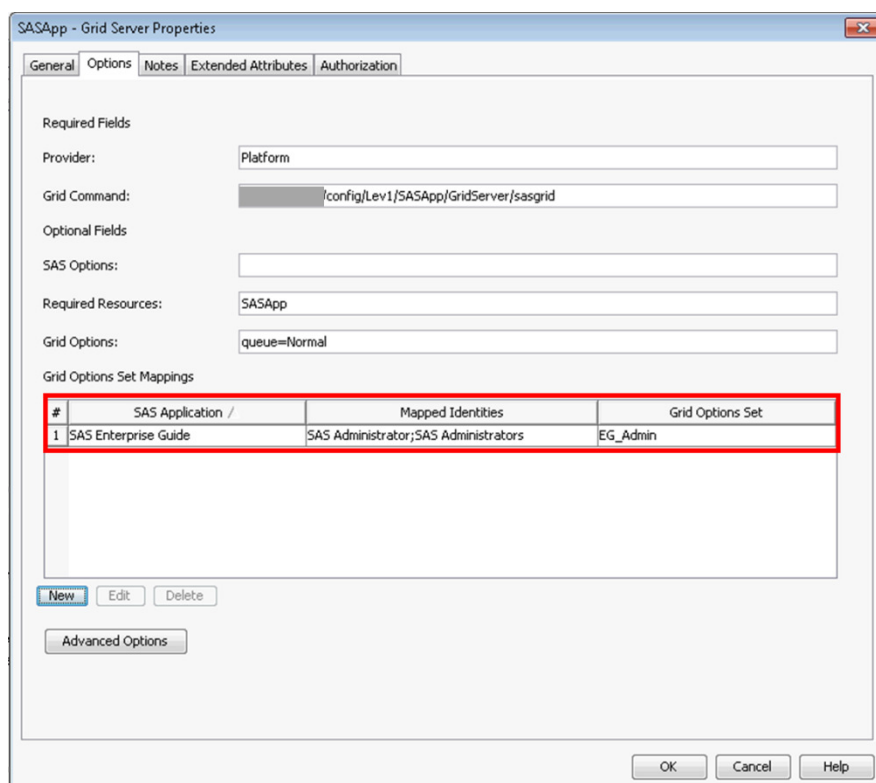 SASApp - Grid Server Properties
General Options Notes Extended Attributes Authorization
Required Fields
Provider: Platform
Grid Command: /config/Lev1/SASApp/GridServer/sasgrid
Optional Fields
SAS Options:
Required Resources: SASApp
Grid Options: queue=Normal
Grid Options Set Mappings
# SAS Application / Mapped Identities Grid Options Set
1 SAS Enterprise Guide SAS Administrator;SAS Administrators EG_Admin
New Edit Delete
Advanced Options
OK Cancel Help